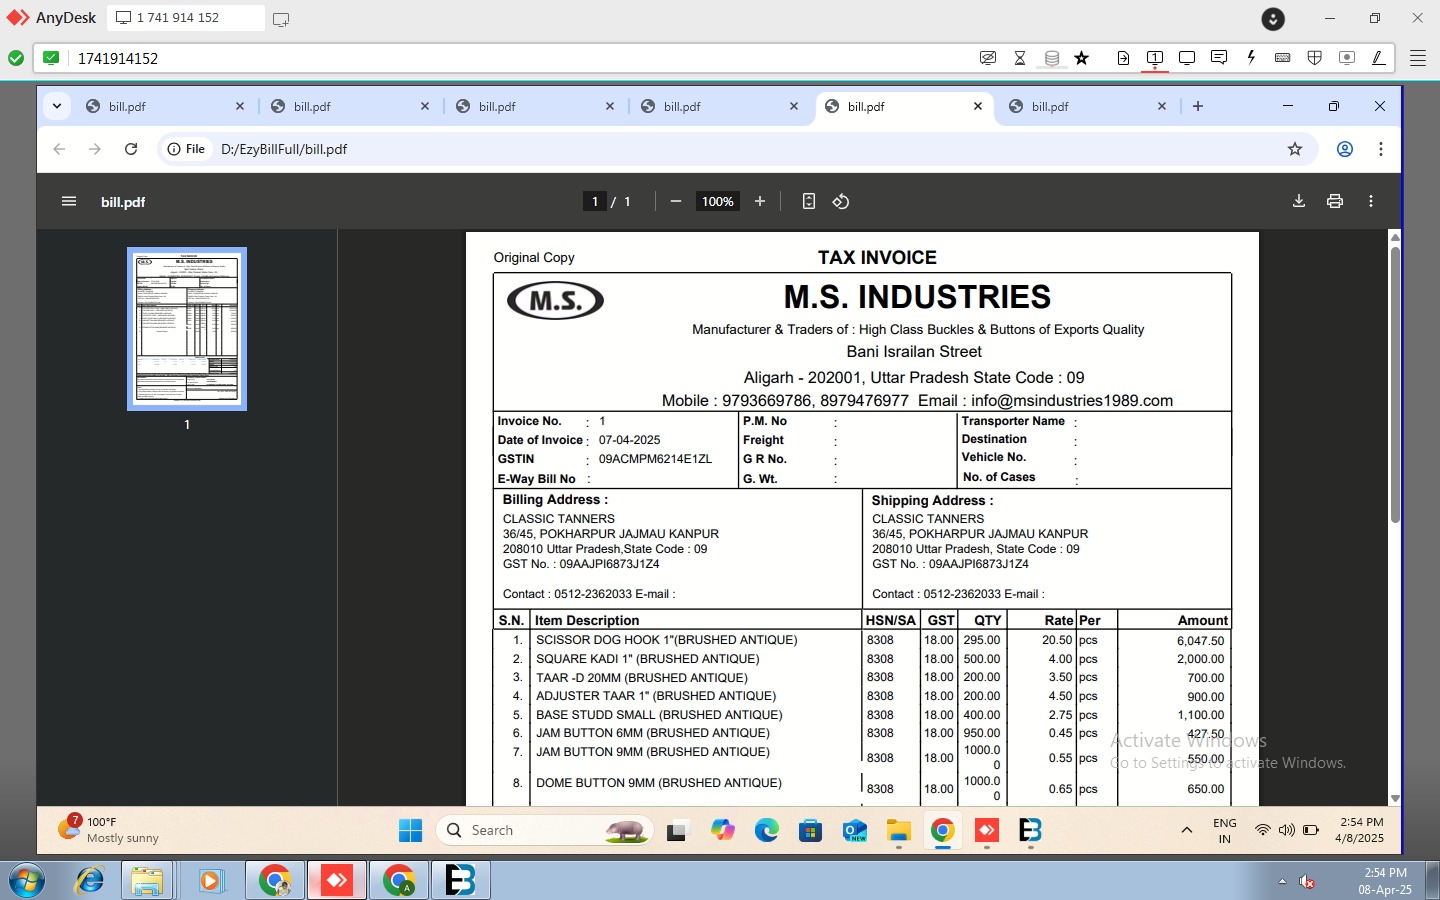 AnyDesk
1 741 914 152
1741914152
bill.pdf
bill.pdf
bill.pdf
bill.pdf
bill.pdf
bill.pdf
File
D:/EzyBillFull/bill.pdf
bill.pdf
1 / 1
100%
1
Original Copy
TAX INVOICE
M.S.
M.S. INDUSTRIES
Manufacturer & Traders of : High Class Buckles & Buttons of Exports Quality
Bani Israilan Street
Aligarh - 202001, Uttar Pradesh State Code : 09
Mobile : 9793669786, 8979476977 Email : info@msindustries1989.com
Invoice No. : 1 P.M. No : Transporter Name :
Date of Invoice : 07-04-2025 Freight : Destination :
GSTIN : 09ACMPM6214E1ZL G R No. : Vehicle No. :
E-Way Bill No : G. Wt. : No. of Cases :
Billing Address :
CLASSIC TANNERS
36/45, POKHARPUR JAJMAU KANPUR
208010 Uttar Pradesh,State Code : 09
GST No. : 09AAJPI6873J1Z4
Contact : 0512-2362033 E-mail :
Shipping Address :
CLASSIC TANNERS
36/45, POKHARPUR JAJMAU KANPUR
208010 Uttar Pradesh, State Code : 09
GST No. : 09AAJPI6873J1Z4
Contact : 0512-2362033 E-mail :
S.N. Item Description HSN/SA GST QTY Rate Per Amount
1. SCISSOR DOG HOOK 1"(BRUSHED ANTIQUE) 8308 18.00 295.00 20.50 pcs 6,047.50
2. SQUARE KADI 1" (BRUSHED ANTIQUE) 8308 18.00 500.00 4.00 pcs 2,000.00
3. TAAR -D 20MM (BRUSHED ANTIQUE) 8308 18.00 200.00 3.50 pcs 700.00
4. ADJUSTER TAAR 1" (BRUSHED ANTIQUE) 8308 18.00 200.00 4.50 pcs 900.00
5. BASE STUDD SMALL (BRUSHED ANTIQUE) 8308 18.00 400.00 2.75 pcs 1,100.00
6. JAM BUTTON 6MM (BRUSHED ANTIQUE) 8308 18.00 950.00 0.45 pcs 427.50
7. JAM BUTTON 9MM (BRUSHED ANTIQUE) 8308 18.00 1000.0 0 0.55 pcs 550.00
8. DOME BUTTON 9MM (BRUSHED ANTIQUE) 8308 18.00 1000.0 0 0.65 pcs 650.00
Activate Windows
Go to Settings to activate Windows.
7
100°F
Mostly sunny
Search
NEW
ENG
IN
2:54 PM
4/8/2025
A
2:54 PM
08-Apr-25